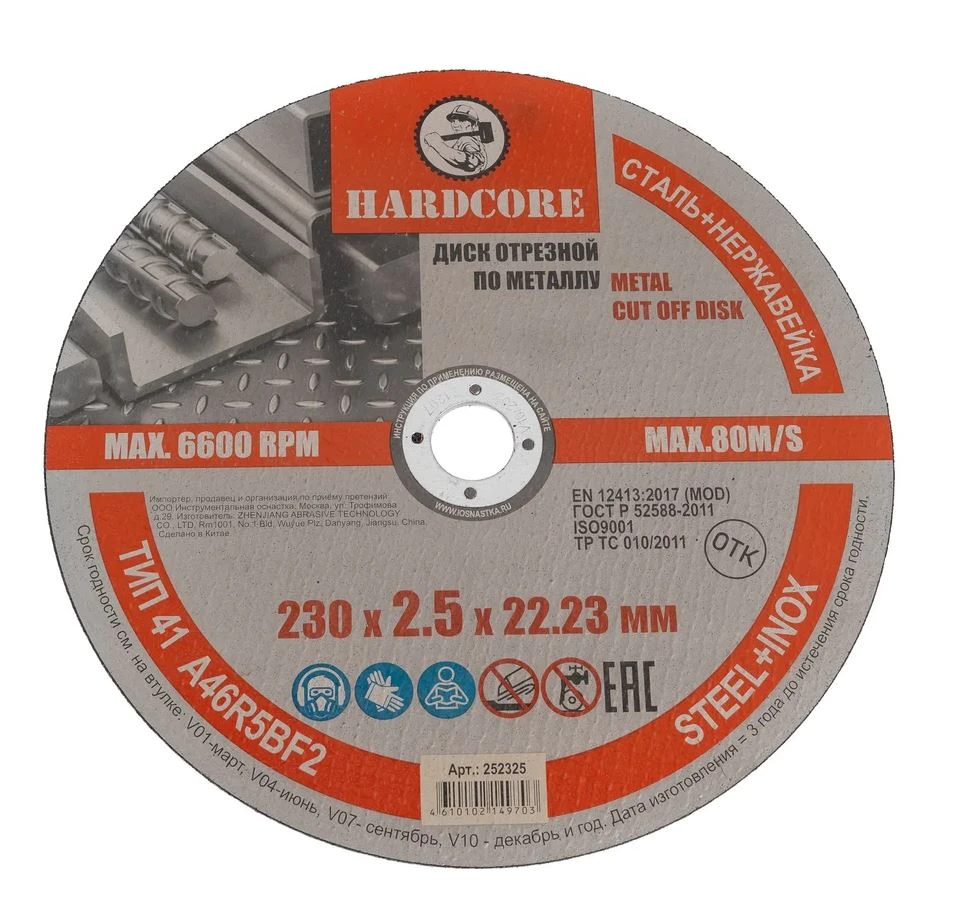 HARDCORE
ДИСК ОТРЕЗНОЙ
ПО МЕТАЛЛУ
METAL
CUT OFF DISK
СТАЛЬ+НЕРЖАВЕЙКА
ИНСТРУКЦИЯ ПО ПРИМЕНЕНИЮ РАЗМЕЩЕНА НА САЙТЕ
WWW.IOSNASTKA.RU
MAX. 6600 RPM
MAX.80M/S
Импортер, продавец и организация по приёму претензий
ООО Инструментальная оснастка, Москва, ул. Трофимова
д.29. Изготовитель: ZHENJIANG ABRASIVE TECHNOLOGY
CO., LTD, Rm1001, No.1 Bld, Wuyue Plz, Danyang, Jiangsu, China.
Сделано в Китае
EN 12413:2017 (MOD)
ГОСТ Р 52588-2011
ISO9001
ТР ТС 010/2011
ОТК
230 x 2.5 x 22.23 мм
ТИП 41 A46R5BF2
STEEL+INOX
EAC
Арт.: 252325
4 610102 149703
Срок годности см. на втулке: V01-март, V04-июнь, V07- сентябрь, V10 - декабрь и год. Дата изготовления = 3 года до истечения срока годности.